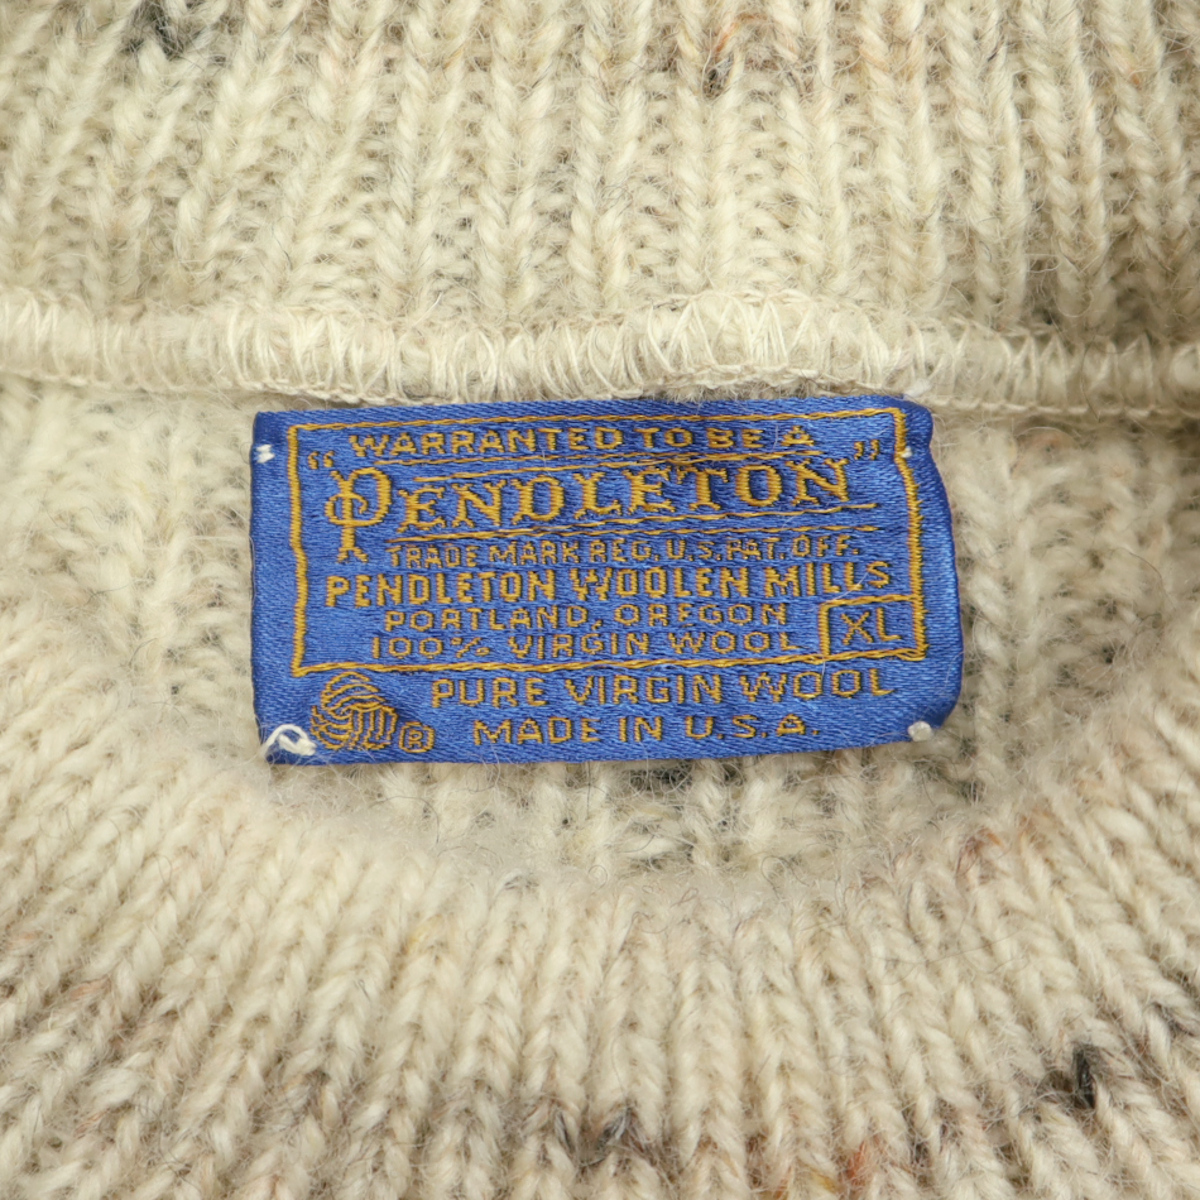 WARRANTED TO BE A
"PENDLETON"
TRADE MARK REG. U.S. PAT. OFF.
PENDLETON WOOLEN MILLS
PORTLAND, OREGON
100% VIRGIN WOOL XL
PURE VIRGIN WOOL
® MADE IN U.S.A.